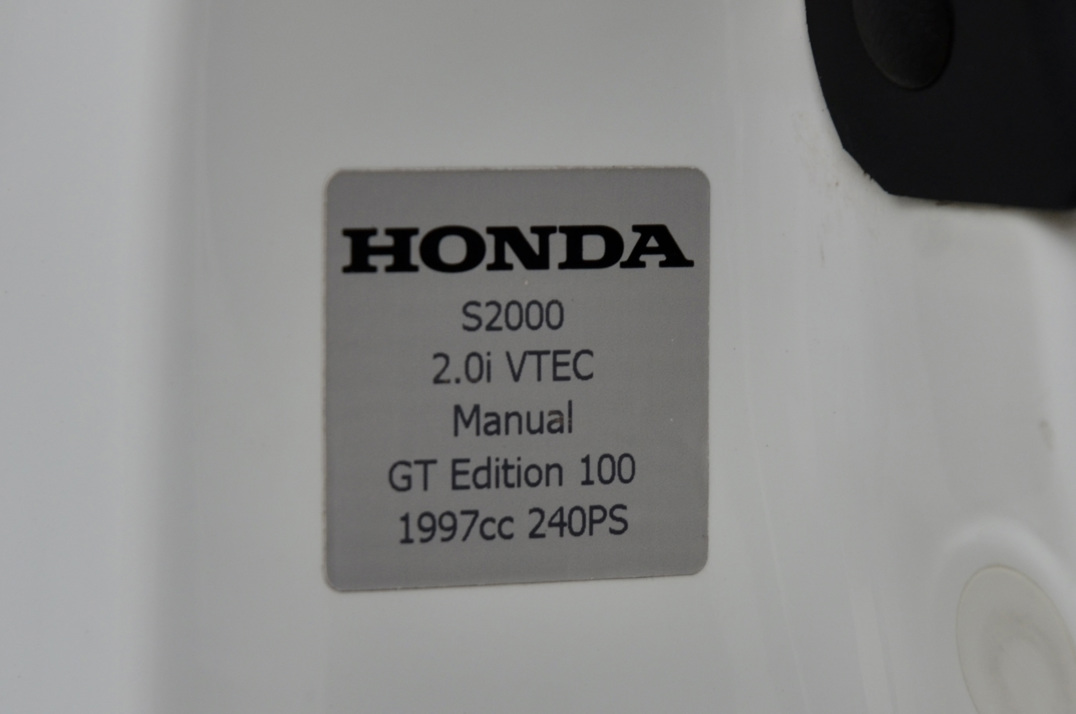 HONDA
S2000
2.0i VTEC
Manual
GT Edition 100
1997cc 240PS